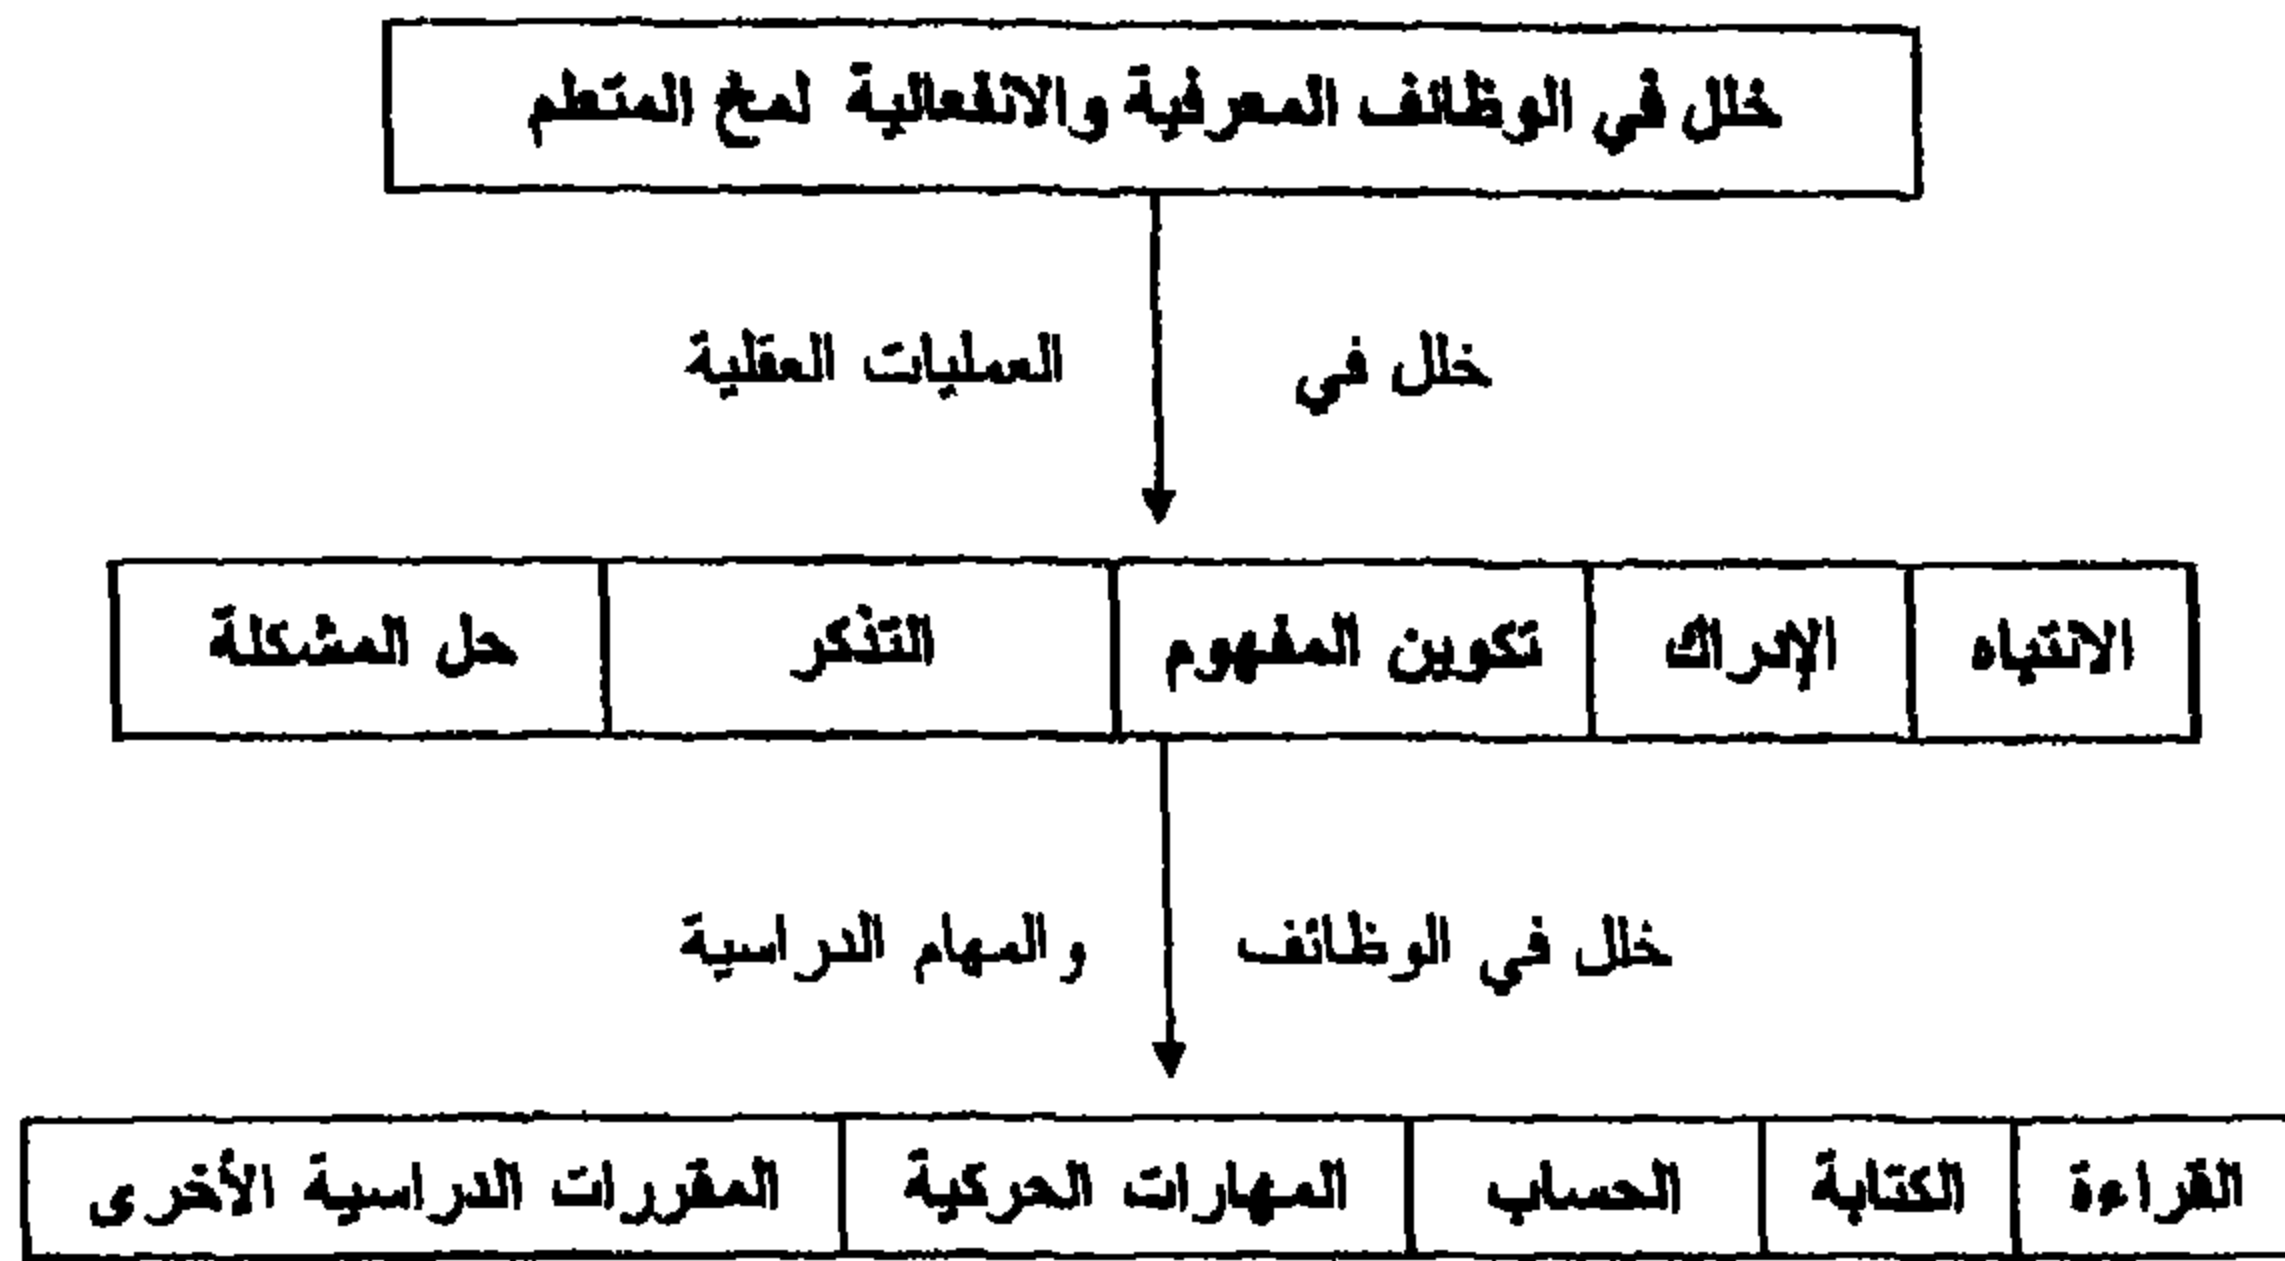 خلل في الوظائف المعرفية والانفعالية لمخ المتعلم
خلل في العمليات العقلية
الانتباه الإدراك تكوين المفهوم التذكر حل المشكلة
خلل في الوظائف والمهام الدراسية
القراءة الكتابة الحساب المهارات الحركية المقررات الدراسية الأخرى